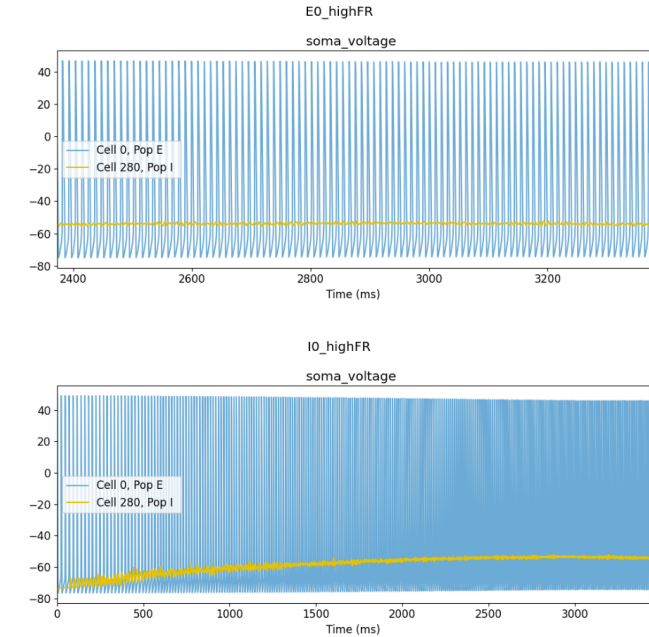 E0_highFR
soma_voltage
40
20
0
−20
−40
−60
−80
Cell 0, Pop E
Cell 280, Pop I
2400 2600 2800 3000 3200
Time (ms)
I0_highFR
soma_voltage
40
20
0
−20
−40
−60
−80
Cell 0, Pop E
Cell 280, Pop I
0 500 1000 1500 2000 2500 3000
Time (ms)